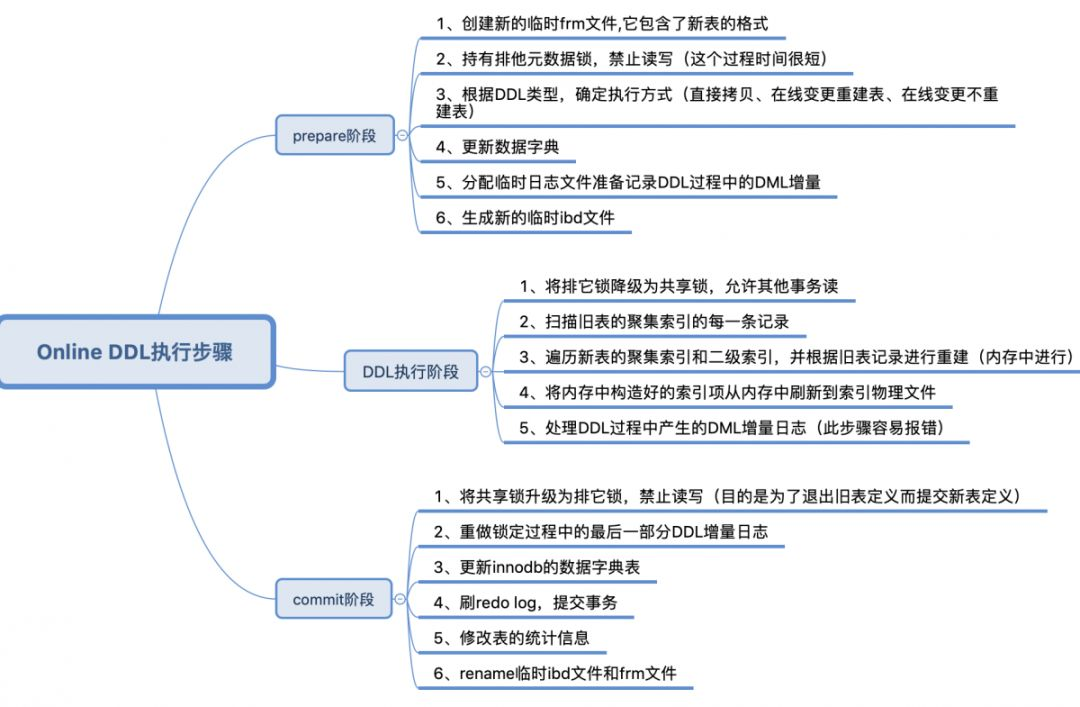 Online DDL执行步骤
prepare阶段
1、创建新的临时frm文件,它包含了新表的格式
2、持有排他元数据锁，禁止读写（这个过程时间很短）
3、根据DDL类型，确定执行方式（直接拷贝、在线变更重建表、在线变更不重
建表）
4、更新数据字典
5、分配临时日志文件准备记录DDL过程中的DML增量
6、生成新的临时ibd文件
DDL执行阶段
1、将排它锁降级为共享锁，允许其他事务读
2、扫描旧表的聚集索引的每一条记录
3、遍历新表的聚集索引和二级索引，并根据旧表记录进行重建（内存中进行）
4、将内存中构造好的索引项从内存中刷新到索引物理文件
5、处理DDL过程中产生的DML增量日志（此步骤容易报错）
commit阶段
1、将共享锁升级为排它锁，禁止读写（目的是为了退出旧表定义而提交新表定义）
2、重做锁定过程中的最后一部分DDL增量日志
3、更新innodb的数据字典表
4、刷redo log，提交事务
5、修改表的统计信息
6、rename临时ibd文件和frm文件